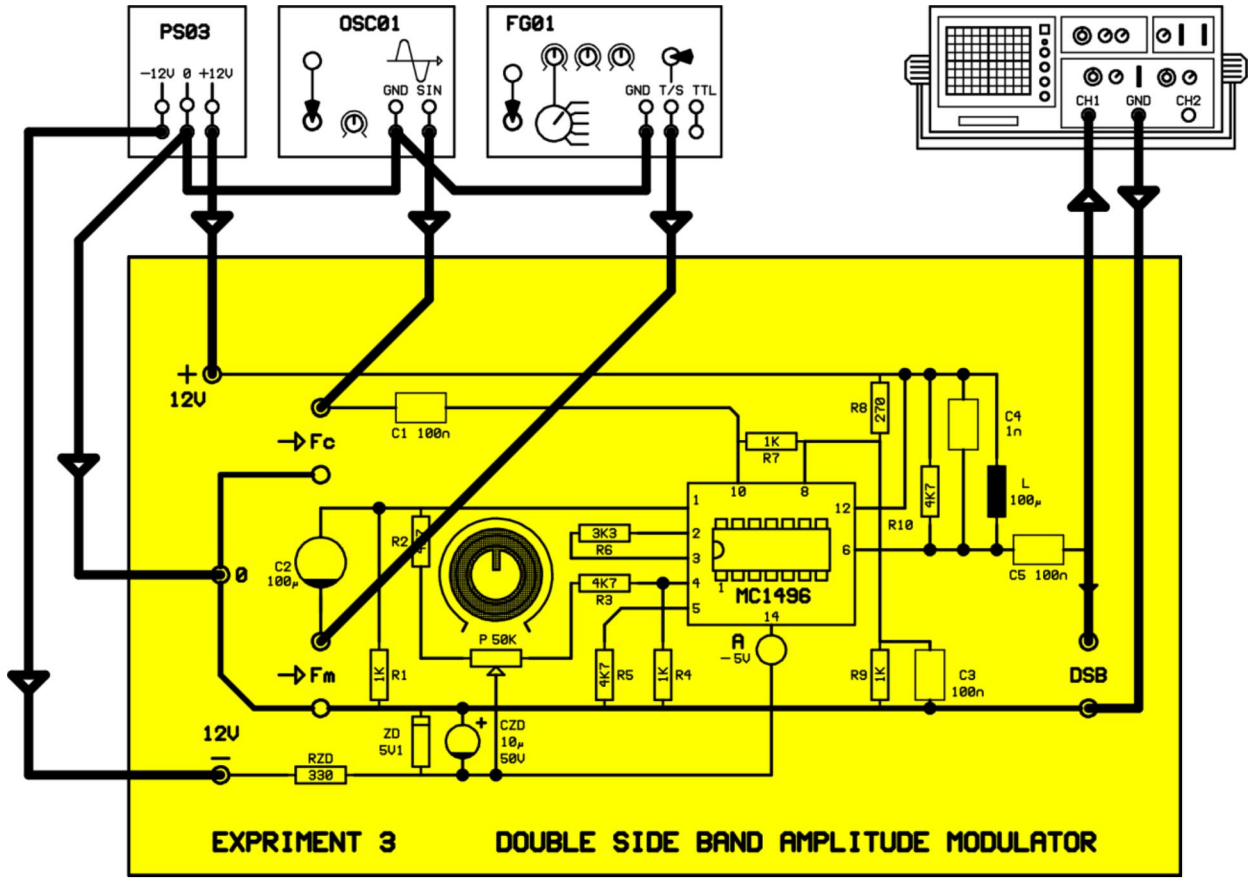 PS03
-12V 0 +12V
OSC01
GND SIN
FG01
GND T/S TTL
CH1 GND CH2
+
12V
C1 100n
Fc
R8 270
C4
1n
1K
R7
10 8
L
100µ
4K7
R10
1 12
R2
3K3
R6
2
3
6
C2
100µ
0
4K7
R3
4
1
MC1496
C5 100n
5
14
P 50K
A
-5V
1K R1
4K7 R5
1K R4
R9 1K
C3
100n
Fm
DSB
12V
-
ZD
5V1
+ CZD
10µ
50V
RZD
330
EXPRIMENT 3 DOUBLE SIDE BAND AMPLITUDE MODULATOR